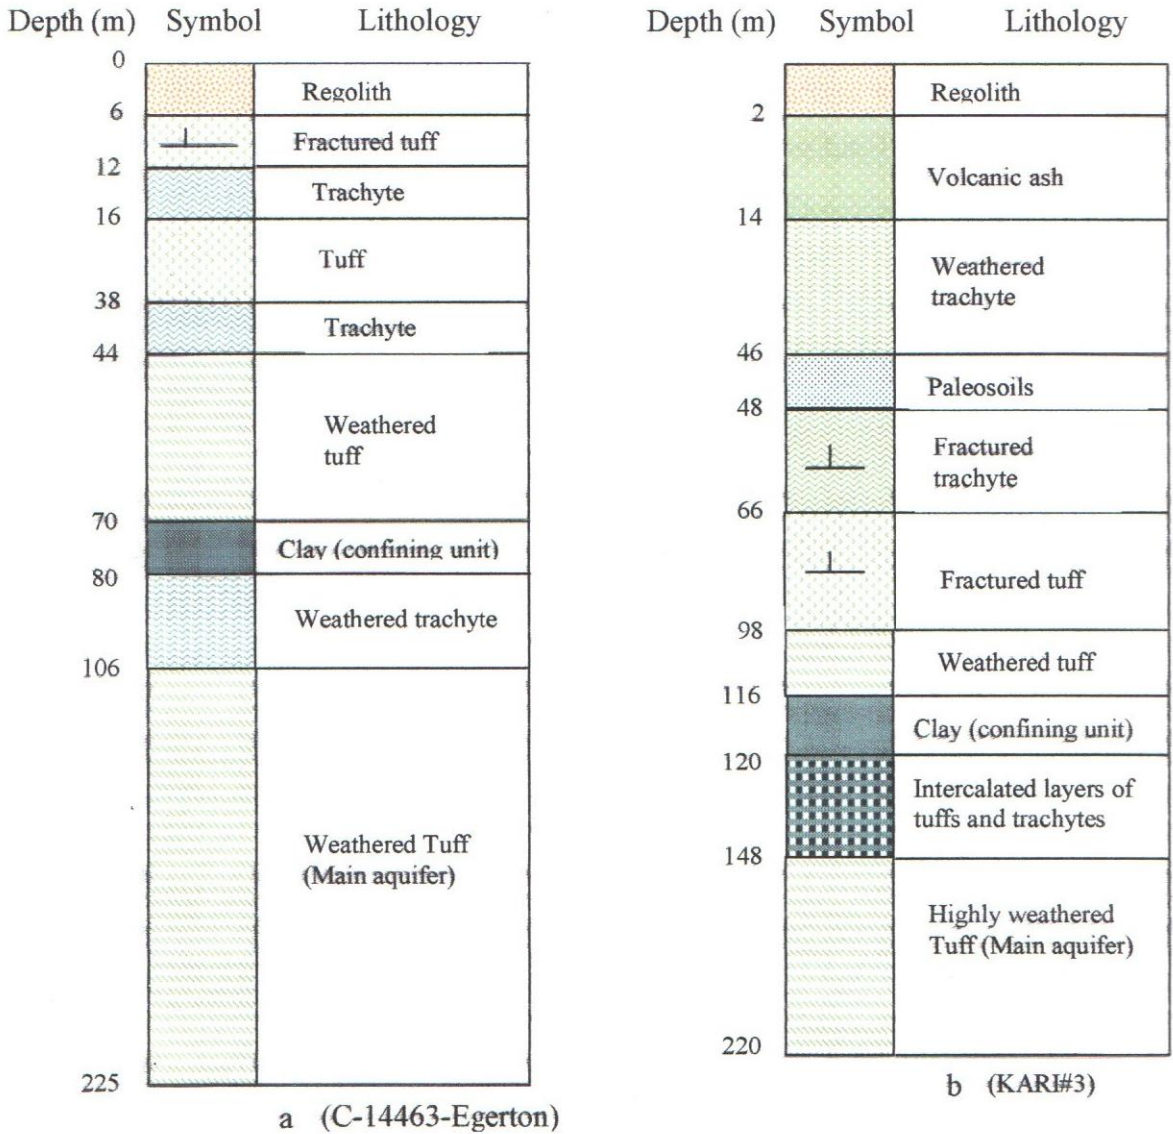 Depth (m) Symbol Lithology
0
Regolith
6
Fractured tuff
12
Trachyte
16
Tuff
38
Trachyte
44
Weathered
tuff
70
Clay (confining unit)
80
Weathered trachyte
106
Weathered Tuff
(Main aquifer)
225
a (C-14463-Egerton)
Depth (m) Symbol Lithology
Regolith
2
Volcanic ash
14
Weathered
trachyte
46
Paleosoils
48
Fractured
trachyte
66
Fractured tuff
98
Weathered tuff
116
Clay (confining unit)
120
Intercalated layers of
tuffs and trachytes
148
Highly weathered
Tuff (Main aquifer)
220
b (KARI#3)